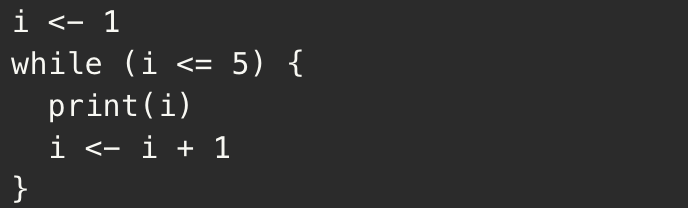 i <- 1
while (i <= 5) {
  print(i)
  i <- i + 1
}